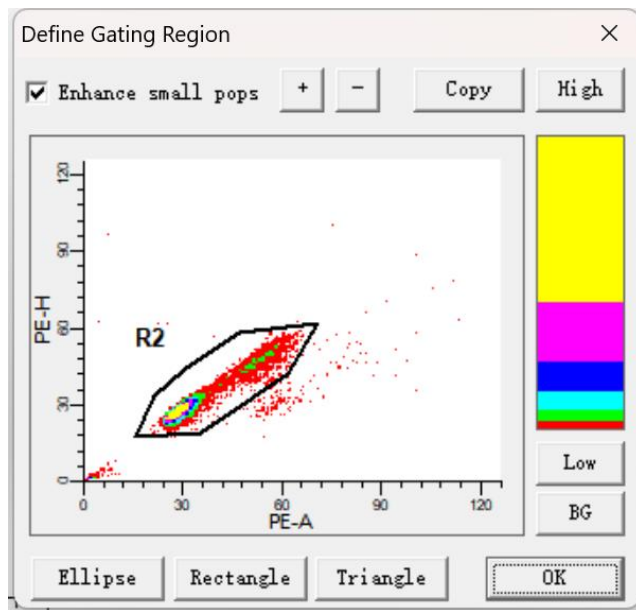 Define Gating Region
Enhance small pops + - Copy High
120
90
60
30
0
PE-H
R2
0 30 60 90 120
PE-A
Low
BG
Ellipse Rectangle Triangle OK